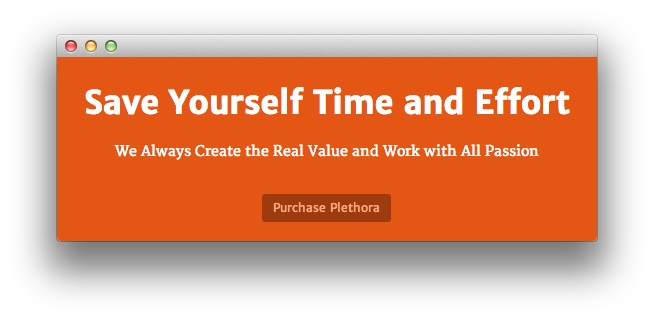 Save Yourself Time and Effort
We Always Create the Real Value and Work with All Passion
Purchase Plethora